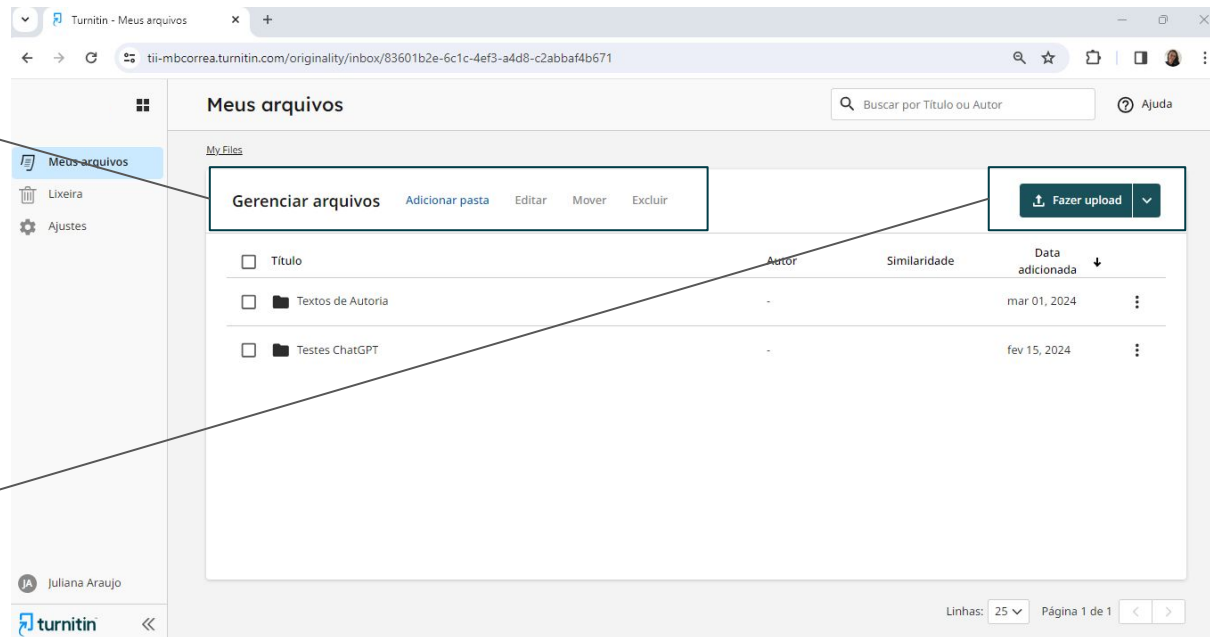 Turnitin - Meus arquivos
tii-mbcorrea.turnitin.com/originality/inbox/83601b2e-6c1c-4ef3-a4d8-c2abbaf4b671
Meus arquivos
Buscar por Título ou Autor
Ajuda
Meus arquivos
Lixeira
Ajustes
My Files
Gerenciar arquivos Adicionar pasta Editar Mover Excluir
Fazer upload
Título Autor Similaridade Data adicionada
Textos de Autoria - mar 01, 2024
Testes ChatGPT - fev 15, 2024
JA Juliana Araujo
turnitin
Linhas: 25 Página 1 de 1